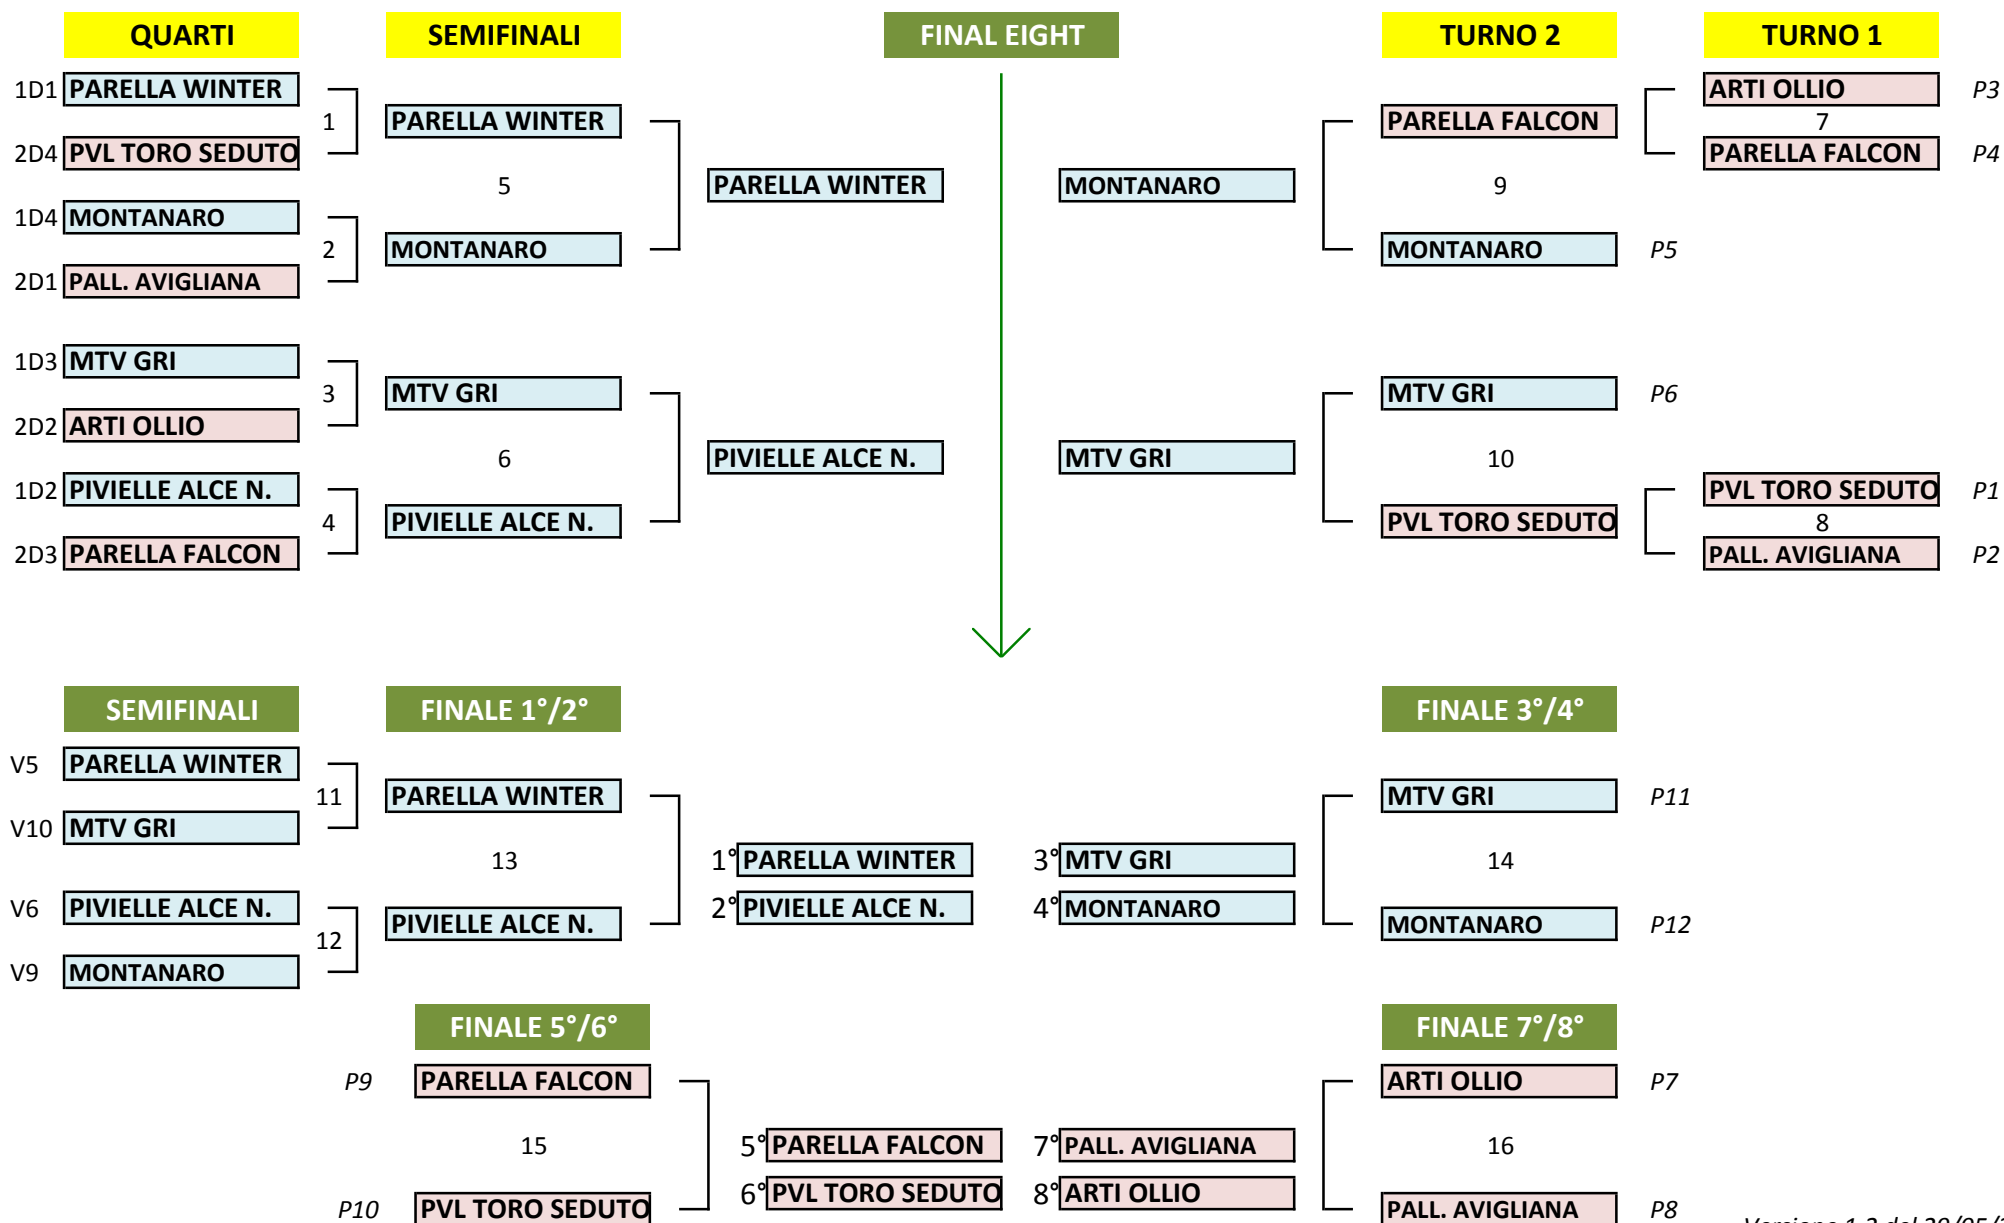 QUARTI SEMIFINALI FINAL EIGHT TURNO 2 TURNO 1
1D1 PARELLA WINTER ARTI OLLIO P3
1 PARELLA WINTER PARELLA FALCON 7
2D4 PVL TORO SEDUTO PARELLA FALCON P4
5 PARELLA WINTER MONTANARO 9
1D4 MONTANARO
2 MONTANARO MONTANARO P5
2D1 PALL. AVIGLIANA
1D3 MTV GRI
3 MTV GRI MTV GRI P6
2D2 ARTI OLLIO
6 PIVIELLE ALCE N. MTV GRI 10
1D2 PIVIELLE ALCE N. PVL TORO SEDUTO P1
4 PIVIELLE ALCE N. PVL TORO SEDUTO 8
2D3 PARELLA FALCON PALL. AVIGLIANA P2
SEMIFINALI FINALE 1°/2° FINALE 3°/4°
V5 PARELLA WINTER
11 PARELLA WINTER MTV GRI P11
V10 MTV GRI
13 1° PARELLA WINTER 3° MTV GRI 14
V6 PIVIELLE ALCE N. 2° PIVIELLE ALCE N. 4° MONTANARO
12 PIVIELLE ALCE N. MONTANARO P12
V9 MONTANARO
FINALE 5°/6° FINALE 7°/8°
P9 PARELLA FALCON ARTI OLLIO P7
15 5° PARELLA FALCON 7° PALL. AVIGLIANA 16
6° PVL TORO SEDUTO 8° ARTI OLLIO
P10 PVL TORO SEDUTO PALL. AVIGLIANA P8